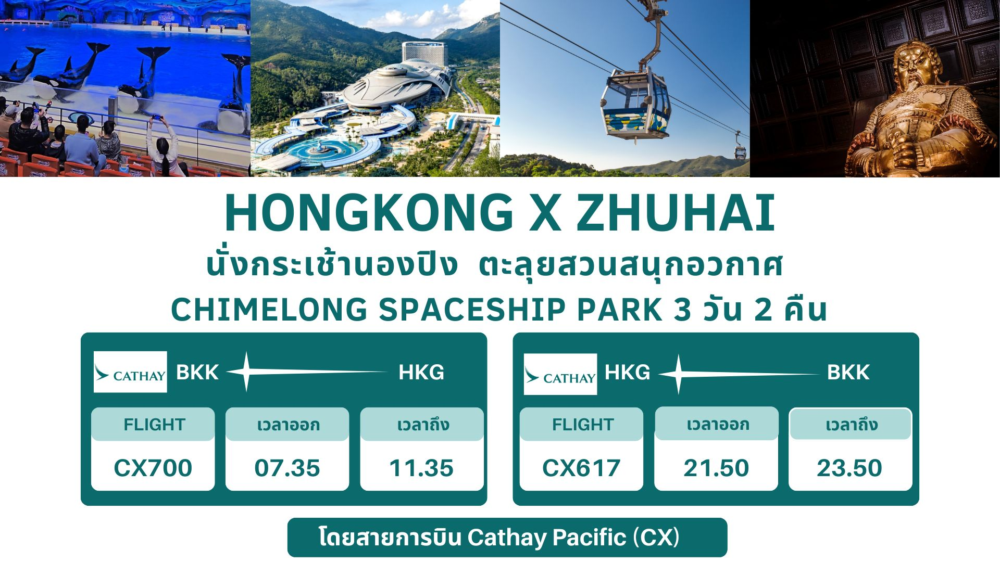 HONGKONG X ZHUHAI
นั่งกระเช้านองปิง ตะลุยสวนสนุกอวกาศ
CHIMELONG SPACESHIP PARK 3 วัน 2 คืน
CATHAY BKK HKG
FLIGHT เวลาออก เวลาถึง
CX700 07.35 11.35
CATHAY HKG BKK
FLIGHT เวลาออก เวลาถึง
CX617 21.50 23.50
โดยสายการบิน Cathay Pacific (CX)